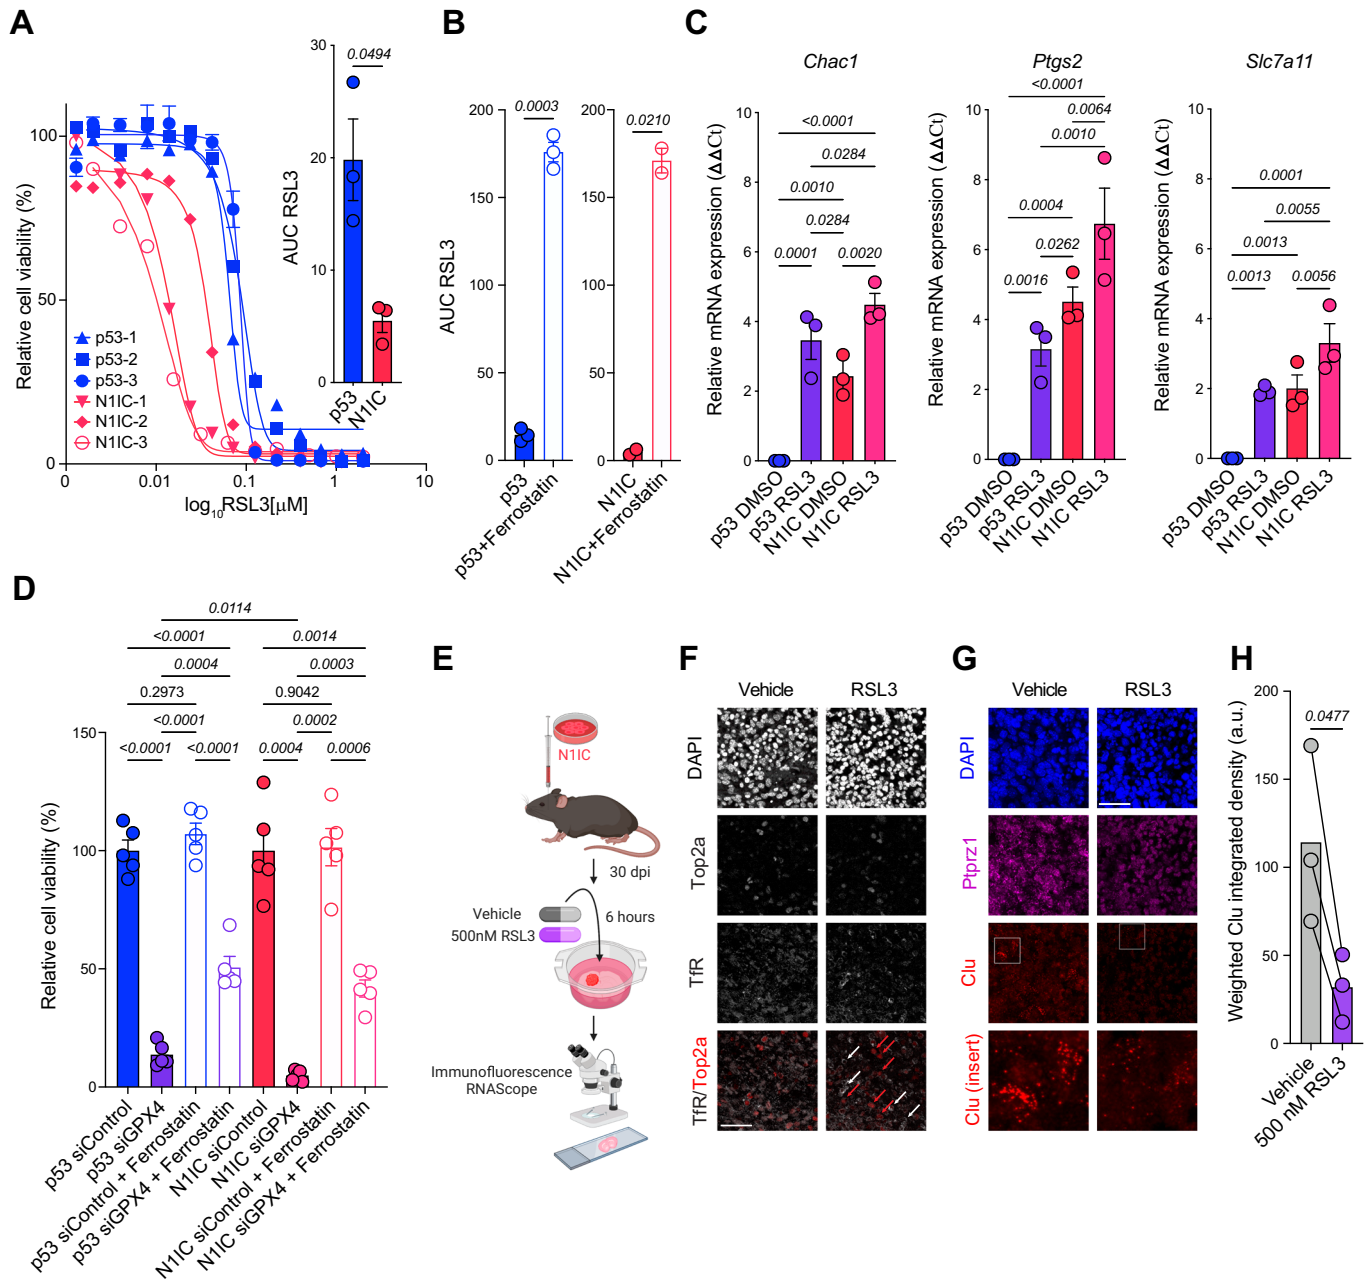 A
B
C
30
0.0494
20
10
0
AUC RSL3
p53
N1IC
100
50
0
Relative cell viability (%)
p53-1
p53-2
p53-3
N1IC-1
N1IC-2
N1IC-3
0
0.01
0.1
1
10
log10RSL3[μM]
AUC RSL3
200
150
100
50
0
0.0003
p53
p53+Ferrostatin
200
150
100
50
0
0.0210
N1IC
N1IC+Ferrostatin
Chac1
Relative mRNA expression (ΔΔCt)
10
8
6
4
2
0
<0.0001
0.0284
0.0010
0.0284
0.0001
0.0020
p53 DMSO
p53 RSL3
N1IC DMSO
N1IC RSL3
Ptgs2
Relative mRNA expression (ΔΔCt)
10
8
6
4
2
0
<0.0001
0.0064
0.0010
0.0004
0.0262
0.0016
p53 DMSO
p53 RSL3
N1IC DMSO
N1IC RSL3
Slc7a11
Relative mRNA expression (ΔΔCt)
10
8
6
4
2
0
0.0001
0.0055
0.0013
0.0013
0.0056
p53 DMSO
p53 RSL3
N1IC DMSO
N1IC RSL3
D
0.0114
<0.0001
0.0014
0.0004
0.0003
0.2973
0.9042
<0.0001
0.0002
<0.0001
<0.0001
0.0004
0.0006
150
100
50
0
Relative cell viability (%)
p53 siControl
p53 siGPX4
p53 siControl + Ferrostatin
p53 siGPX4 + Ferrostatin
N1IC siControl
N1IC siGPX4
N1IC siControl + Ferrostatin
N1IC siGPX4 + Ferrostatin
E
N1IC
30 dpi
Vehicle
500nM RSL3
6 hours
Immunofluorescence
RNAScope
F
Vehicle
RSL3
DAPI
Top2a
TfR
TfR/Top2a
G
Vehicle
RSL3
DAPI
Ptprz1
Clu
Clu (insert)
H
200
150
100
50
0
0.0477
Weighted Clu integrated density (a.u.)
Vehicle
500 nM RSL3